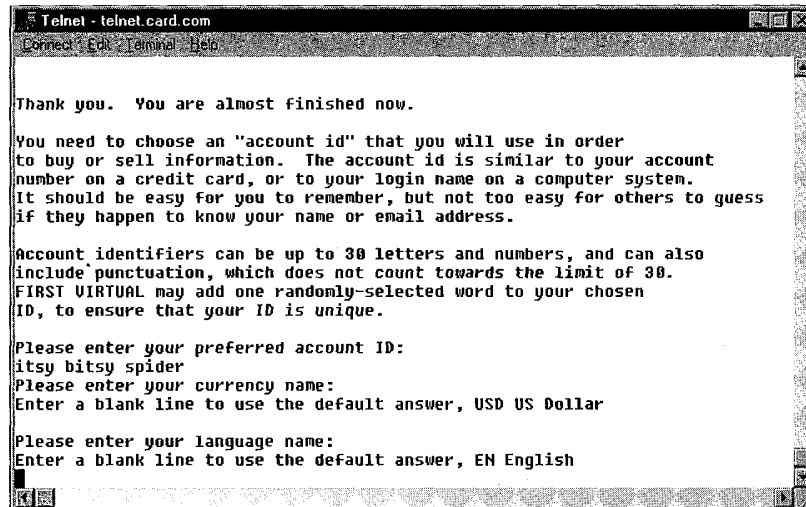 Telnet - telnet.card.com
Connect Edit Terminal Help
Thank you. You are almost finished now.
You need to choose an "account id" that you will use in order
to buy or sell information. The account id is similar to your account
number on a credit card, or to your login name on a computer system.
It should be easy for you to remember, but not too easy for others to guess
if they happen to know your name or email address.
Account identifiers can be up to 30 letters and numbers, and can also
include punctuation, which does not count towards the limit of 30.
FIRST VIRTUAL may add one randomly-selected word to your chosen
ID, to ensure that your ID is unique.
Please enter your preferred account ID:
itsy bitsy spider
Please enter your currency name:
Enter a blank line to use the default answer, USD US Dollar
Please enter your language name:
Enter a blank line to use the default answer, EN English